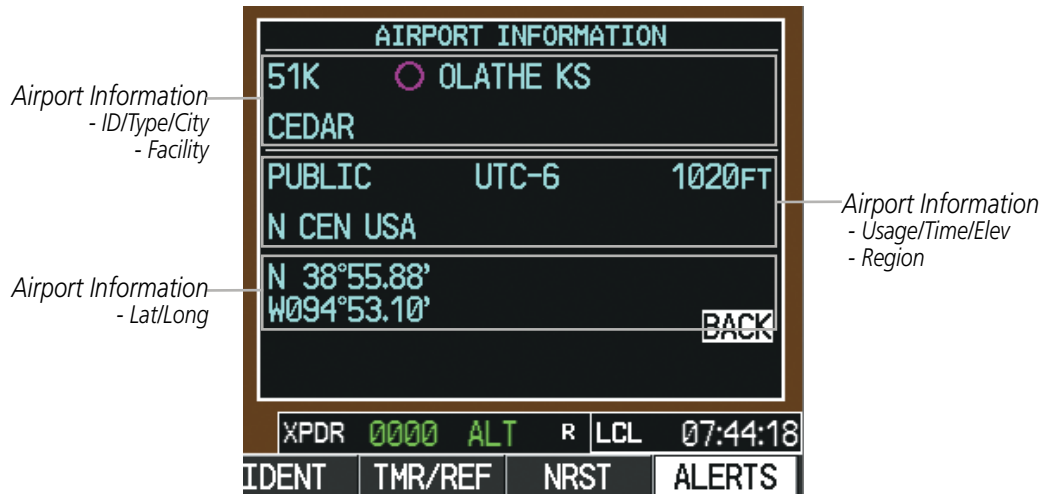 AIRPORT INFORMATION
51K OLATHE KS
CEDAR
PUBLIC UTC-6 1020FT
N CEN USA
N 38°55.88'
W094°53.10'
BACK
XPDR 0000 ALT R LCL 07:44:18
IDENT TMR/REF NRST ALERTS
Airport Information
- ID/Type/City
- Facility
Airport Information
- Lat/Long
Airport Information
- Usage/Time/Elev
- Region